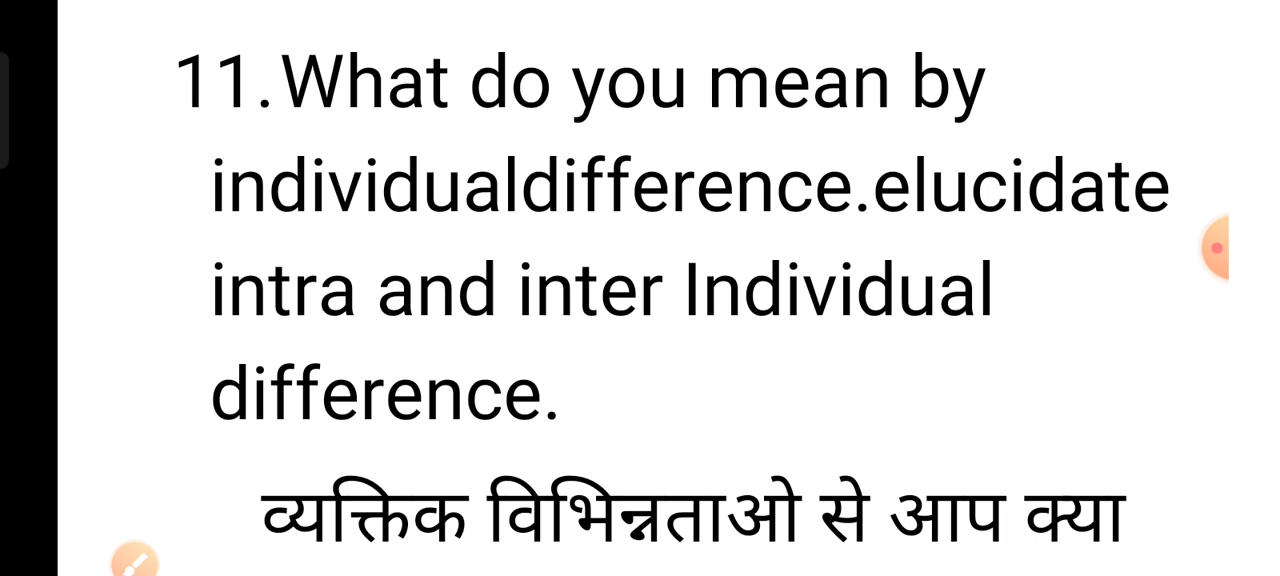 11.What do you mean by
individualdifference.elucidate
intra and inter Individual
difference.
व्यक्तिक विभिन्नताओ से आप क्या